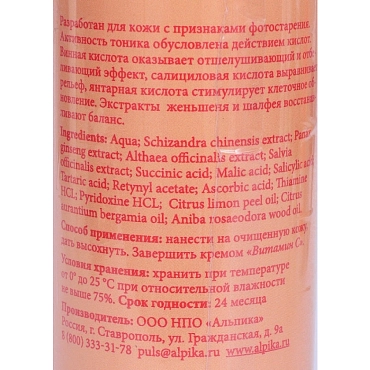 Разработан для кожи с признаками фотостарения.
Активность тоника обусловлена действием кислот.
Винная кислота оказывает отшелушивающий и отбе-
ливающий эффект, салициловая кислота выравнивает
рельеф, янтарная кислота стимулирует клеточное об-
новление. Экстракты женьшеня и шалфея восстанав-
ливают баланс.
Ingredients: Aqua; Schizandra chinensis extract; Panax
ginseng extract; Althaea officinalis extract; Salvia
officinalis extract; Succinic acid; Malic acid; Salicylic acid;
Tartaric acid; Retynyl acetate; Ascorbic acid; Thiamine
HCL; Pyridoxine HCL; Citrus limon peel oil; Citrus
aurantium bergamia oil; Aniba rosaeodora wood oil.
Способ применения: нанести на очищенную кожу,
дать высохнуть. Завершить кремом «Витамин С».
Условия хранения: хранить при температуре
от 0° до 25 °С при относительной влажности
не выше 75%. Срок годности: 24 месяца
Производитель: ООО НПО «Альпика»
Россия, г. Ставрополь, ул. Гражданская, д. 9а
8 (800) 333-31-78 puls@alpika.ru www.alpika.ru